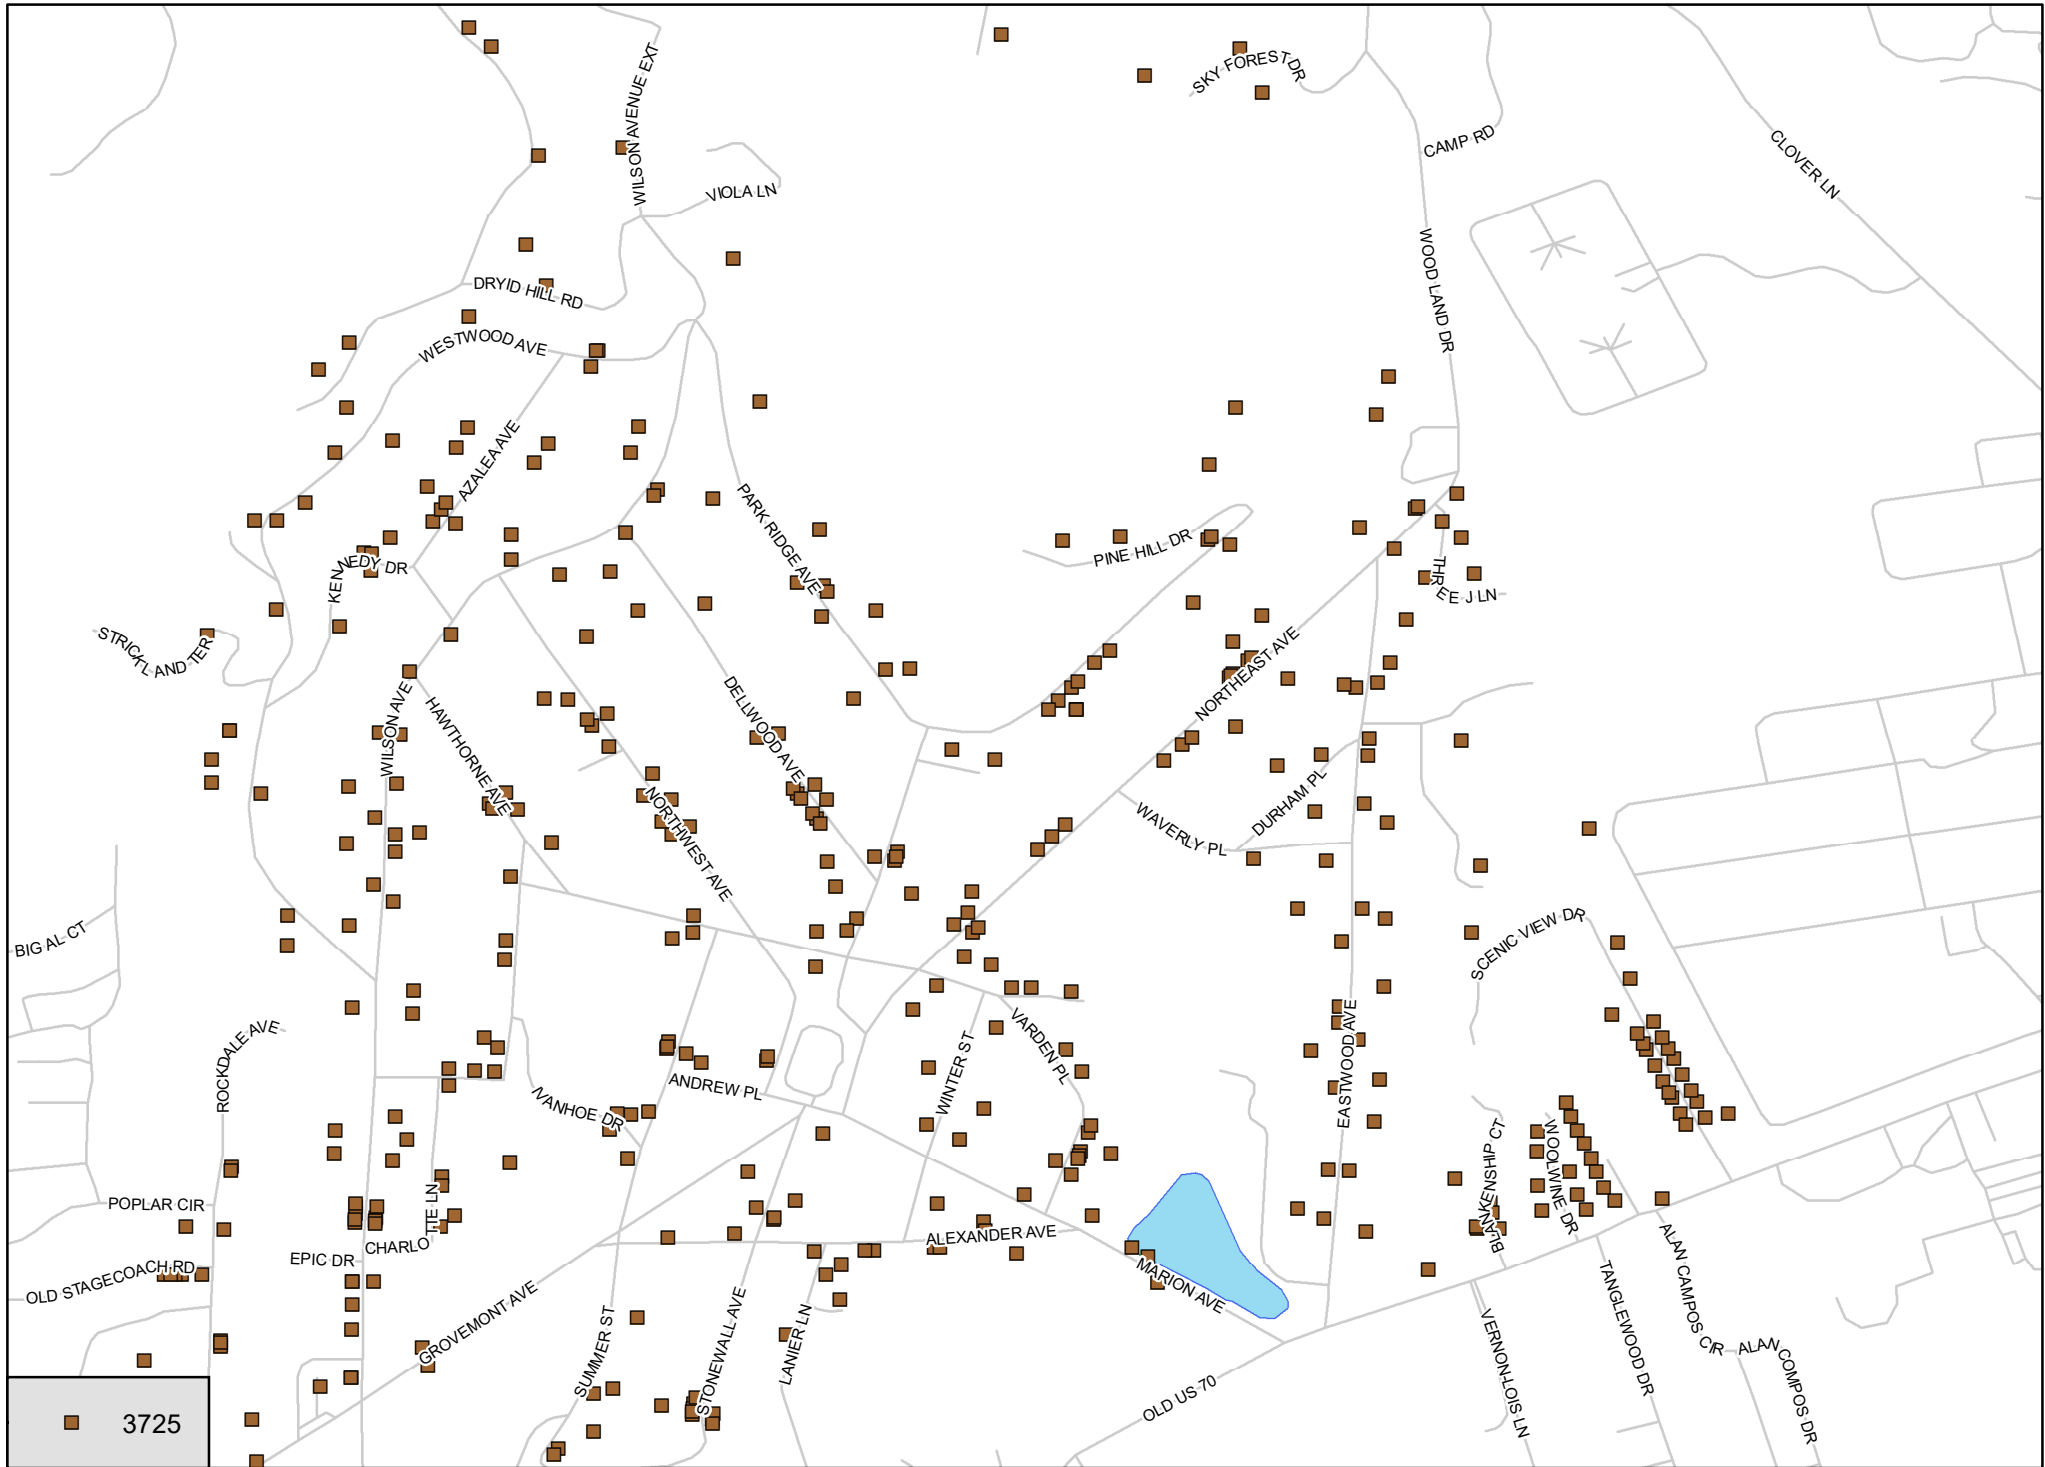 WILSON AVENUE EXT
SKY FOREST DR
CAMP RD
CLOVER LN
VIOLA LN
WOOD LAND DR
DRYID HILL RD
WESTWOOD AVE
AZALEA AVE
PARK RIDGE AVE
PINE HILL DR
KENNEDY DR
THREE J LN
STRICKLAND TER
NORTHEAST AVE
WILSON AVE
HAWTHORNE AVE
DELLWOOD AVE
NORTHWEST AVE
WAVERLY PL
DURHAM PL
BIG AL CT
SCENIC VIEW DR
ROCKDALE AVE
VARDEN PL
EASTWOOD AVE
WINTER ST
ANDREW PL
IVANHOE DR
BLANKENSHIP CT
WOOLWINE DR
POPLAR CIR
CHARLOTTE LN
EPIC DR
ALEXANDER AVE
OLD STAGECOACH RD
MARION AVE
GROVEMONT AVE
SUMMER ST
STONEWALL AVE
LANIER LN
OLD US 70
VERNON LOIS LN
TANGLEWOOD DR
ALAN CAMPOS CIR
ALAN COMPOS DR
3725